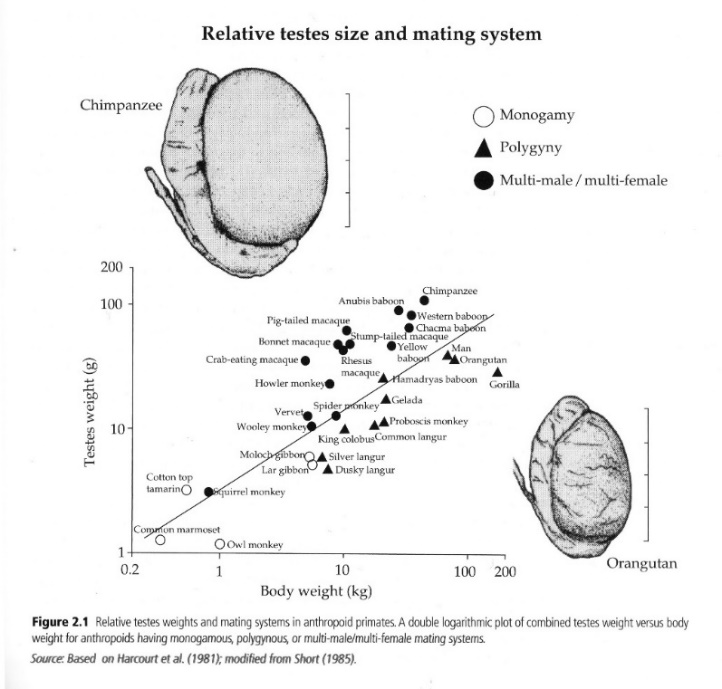 Relative testes size and mating system
Chimpanzee
Monogamy
Polygyny
Multi-male / multi-female
200
100
10
1
Testes weight (g)
Chimpanzee
Anubis baboon
Western baboon
Pig-tailed macaque
Chacma baboon
Stump-tailed macaque
Bonnet macaque
Yellow
baboon
Man
Crab-eating macaque
Rhesus
macaque
Orangutan
Howler monkey
Hamadryas baboon
Gorilla
Gelada
Vervet
Spider monkey
Wooley monkey
Proboscis monkey
King colobus
Common langur
Moloch gibbon
Silver langur
Lar gibbon
Dusky langur
Cotton top
tamarin
Squirrel monkey
Common marmoset
Owl monkey
Orangutan
0.2
1
10
100
200
Body weight (kg)
Figure 2.1 Relative testes weights and mating systems in anthropoid primates. A double logarithmic plot of combined testes weight versus body
weight for anthropoids having monogamous, polygynous, or multi-male/multi-female mating systems.
Source: Based on Harcourt et al. (1981); modified from Short (1985).